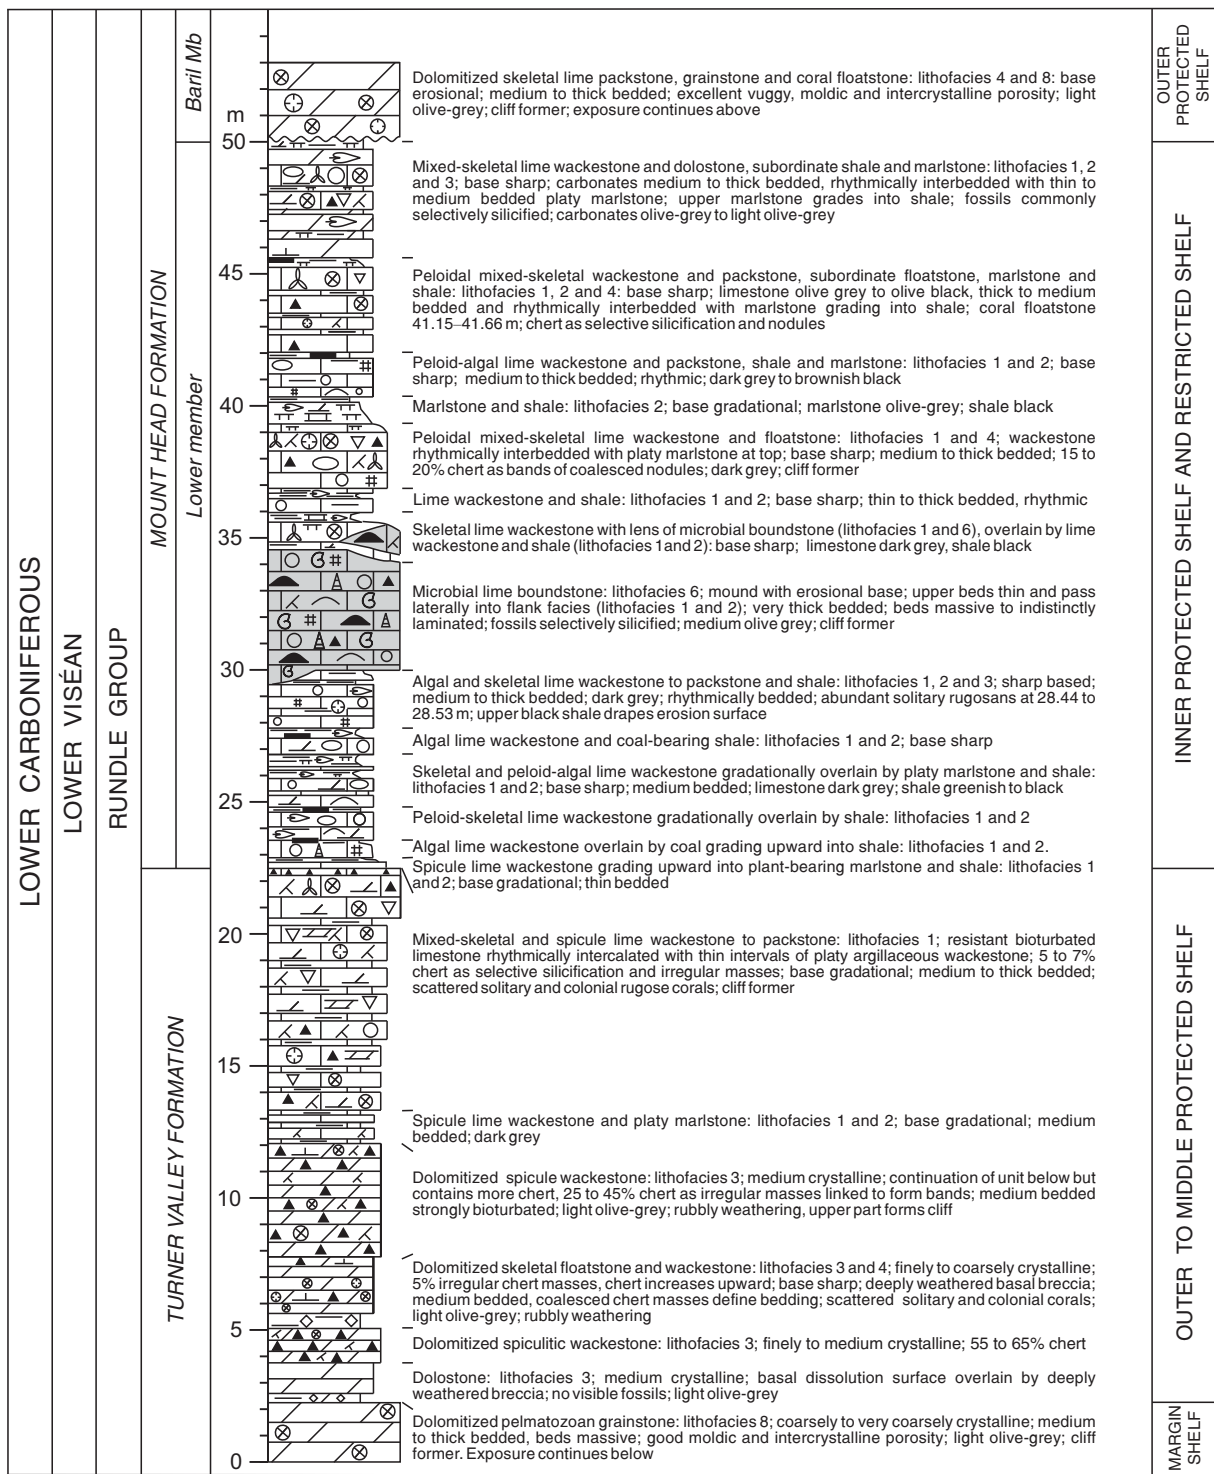 LOWER CARBONIFEROUS
LOWER VISÉAN
RUNDLE GROUP
MOUNT HEAD FORMATION
TURNER VALLEY FORMATION
Baril Mb
Lower member
m
50
45
40
35
30
25
20
15
10
5
0
Dolomitized skeletal lime packstone, grainstone and coral floatstone: lithofacies 4 and 8: base
erosional; medium to thick bedded; excellent vuggy, moldic and intercrystalline porosity; light
olive-grey; cliff former; exposure continues above
Mixed-skeletal lime wackestone and dolostone, subordinate shale and marlstone: lithofacies 1, 2
and 3; base sharp; carbonates medium to thick bedded, rhythmically interbedded with thin to
medium bedded platy marlstone; upper marlstone grades into shale; fossils commonly
selectively silicified; carbonates olive-grey to light olive-grey
Peloidal mixed-skeletal wackestone and packstone, subordinate floatstone, marlstone and
shale: lithofacies 1, 2 and 4: base sharp; limestone olive grey to olive black, thick to medium
bedded and rhythmically interbedded with marlstone grading into shale; coral floatstone
41.15–41.66 m; chert as selective silicification and nodules
Peloid-algal lime wackestone and packstone, shale and marlstone: lithofacies 1 and 2; base
sharp; medium to thick bedded; rhythmic; dark grey to brownish black
Marlstone and shale: lithofacies 2; base gradational; marlstone olive-grey; shale black
Peloidal mixed-skeletal lime wackestone and floatstone: lithofacies 1 and 4; wackestone
rhythmically interbedded with platy marlstone at top; base sharp; medium to thick bedded; 15 to
20% chert as bands of coalesced nodules; dark grey; cliff former
Lime wackestone and shale: lithofacies 1 and 2; base sharp; thin to thick bedded, rhythmic
Skeletal lime wackestone with lens of microbial boundstone (lithofacies 1 and 6), overlain by lime
wackestone and shale (lithofacies 1and 2): base sharp; limestone dark grey, shale black
Microbial lime boundstone: lithofacies 6; mound with erosional base; upper beds thin and pass
laterally into flank facies (lithofacies 1 and 2); very thick bedded; beds massive to indistinctly
laminated; fossils selectively silicified; medium olive grey; cliff former
Algal and skeletal lime wackestone to packstone and shale: lithofacies 1, 2 and 3; sharp based;
medium to thick bedded; dark grey; rhythmically bedded; abundant solitary rugosans at 28.44 to
28.53 m; upper black shale drapes erosion surface
Algal lime wackestone and coal-bearing shale: lithofacies 1 and 2; base sharp
Skeletal and peloid-algal lime wackestone gradationally overlain by platy marlstone and shale:
lithofacies 1 and 2; base sharp; medium bedded; limestone dark grey; shale greenish to black
Peloid-skeletal lime wackestone gradationally overlain by shale: lithofacies 1 and 2
Algal lime wackestone overlain by coal grading upward into shale: lithofacies 1 and 2.
Spicule lime wackestone grading upward into plant-bearing marlstone and shale: lithofacies 1
and 2; base gradational; thin bedded
Mixed-skeletal and spicule lime wackestone to packstone: lithofacies 1; resistant bioturbated
limestone rhythmically intercalated with thin intervals of platy argillaceous wackestone; 5 to 7%
chert as selective silicification and irregular masses; base gradational; medium to thick bedded;
scattered solitary and colonial rugose corals; cliff former
Spicule lime wackestone and platy marlstone: lithofacies 1 and 2; base gradational; medium
bedded; dark grey
Dolomitized spicule wackestone: lithofacies 3; medium crystalline; continuation of unit below but
contains more chert, 25 to 45% chert as irregular masses linked to form bands; medium bedded
strongly bioturbated; light olive-grey; rubbly weathering, upper part forms cliff
Dolomitized skeletal floatstone and wackestone: lithofacies 3 and 4; finely to coarsely crystalline;
5% irregular chert masses, chert increases upward; base sharp; deeply weathered basal breccia;
medium bedded, coalesced chert masses define bedding; scattered solitary and colonial corals;
light olive-grey; rubbly weathering
Dolomitized spiculitic wackestone: lithofacies 3; finely to medium crystalline; 55 to 65% chert
Dolostone: lithofacies 3; medium crystalline; basal dissolution surface overlain by deeply
weathered breccia; no visible fossils; light olive-grey
Dolomitized pelmatozoan grainstone: lithofacies 8; coarsely to very coarsely crystalline; medium
to thick bedded, beds massive; good moldic and intercrystalline porosity; light olive-grey; cliff
former. Exposure continues below
OUTER
PROTECTED
SHELF
INNER PROTECTED SHELF AND RESTRICTED SHELF
OUTER TO MIDDLE PROTECTED SHELF
MARGIN
SHELF